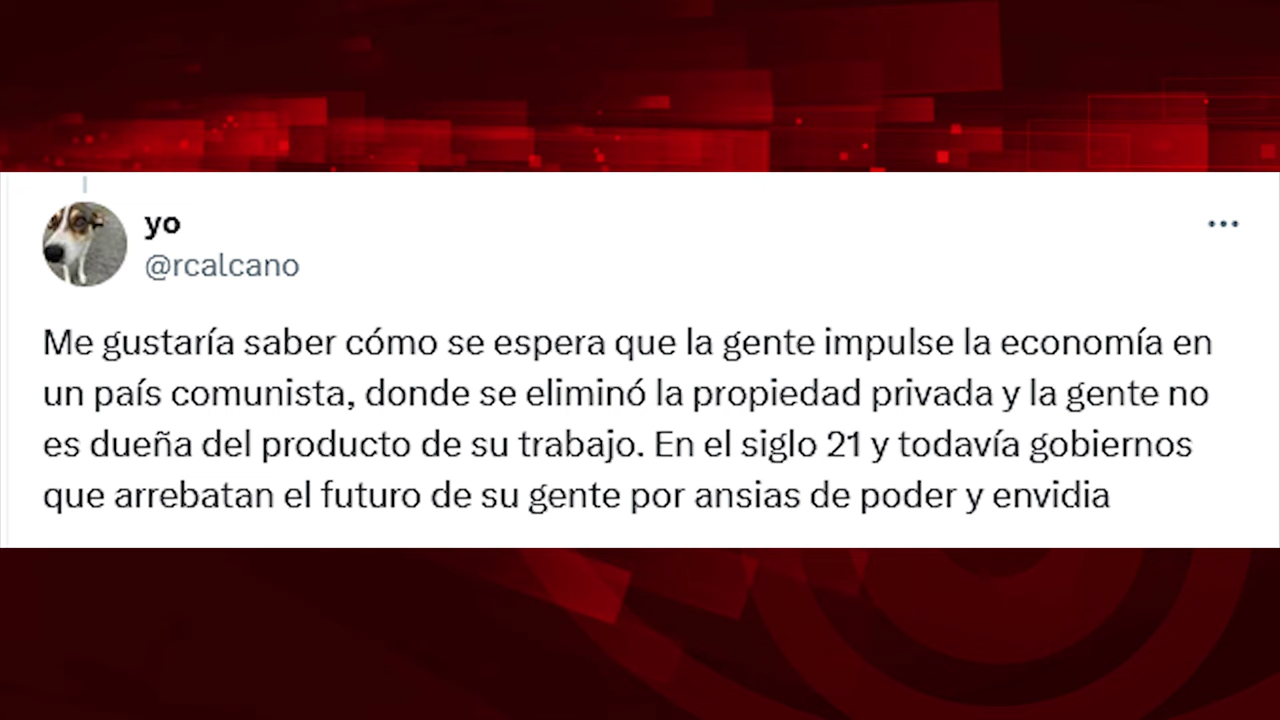 yo
@rcalcano
Me gustaría saber cómo se espera que la gente impulse la economía en
un país comunista, donde se eliminó la propiedad privada y la gente no
es dueña del producto de su trabajo. En el siglo 21 y todavía gobiernos
que arrebatan el futuro de su gente por ansias de poder y envidia